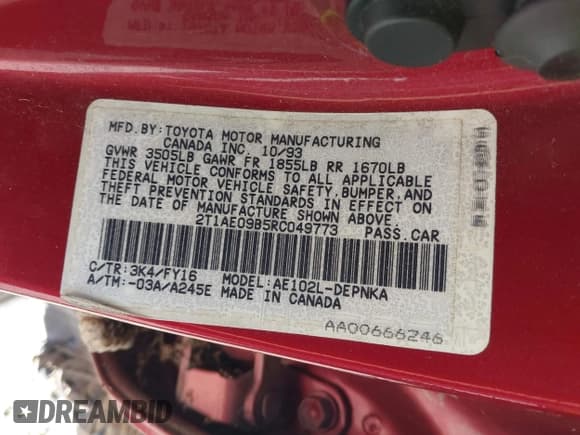 MFD.BY:TOYOTA MOTOR MANUFACTURING
CANADA INC. 10/93
GVWR 3505LB GAWR FR 1855LB RR 1670LB
THIS VEHICLE CONFORMS TO ALL APPLICABLE
FEDERAL MOTOR VEHICLE SAFETY,BUMPER,AND
THEFT PREVENTION STANDARDS IN EFFECT ON
THE DATE OF MANUFACTURE SHOWN ABOVE.
2T1AE09B5RC049773 PASS.CAR
C/TR:3K4/FY16 MODEL:AE102L-DEPNKA
A/TM:-03A/A245E MADE IN CANADA
AA00666246
DREAMBID